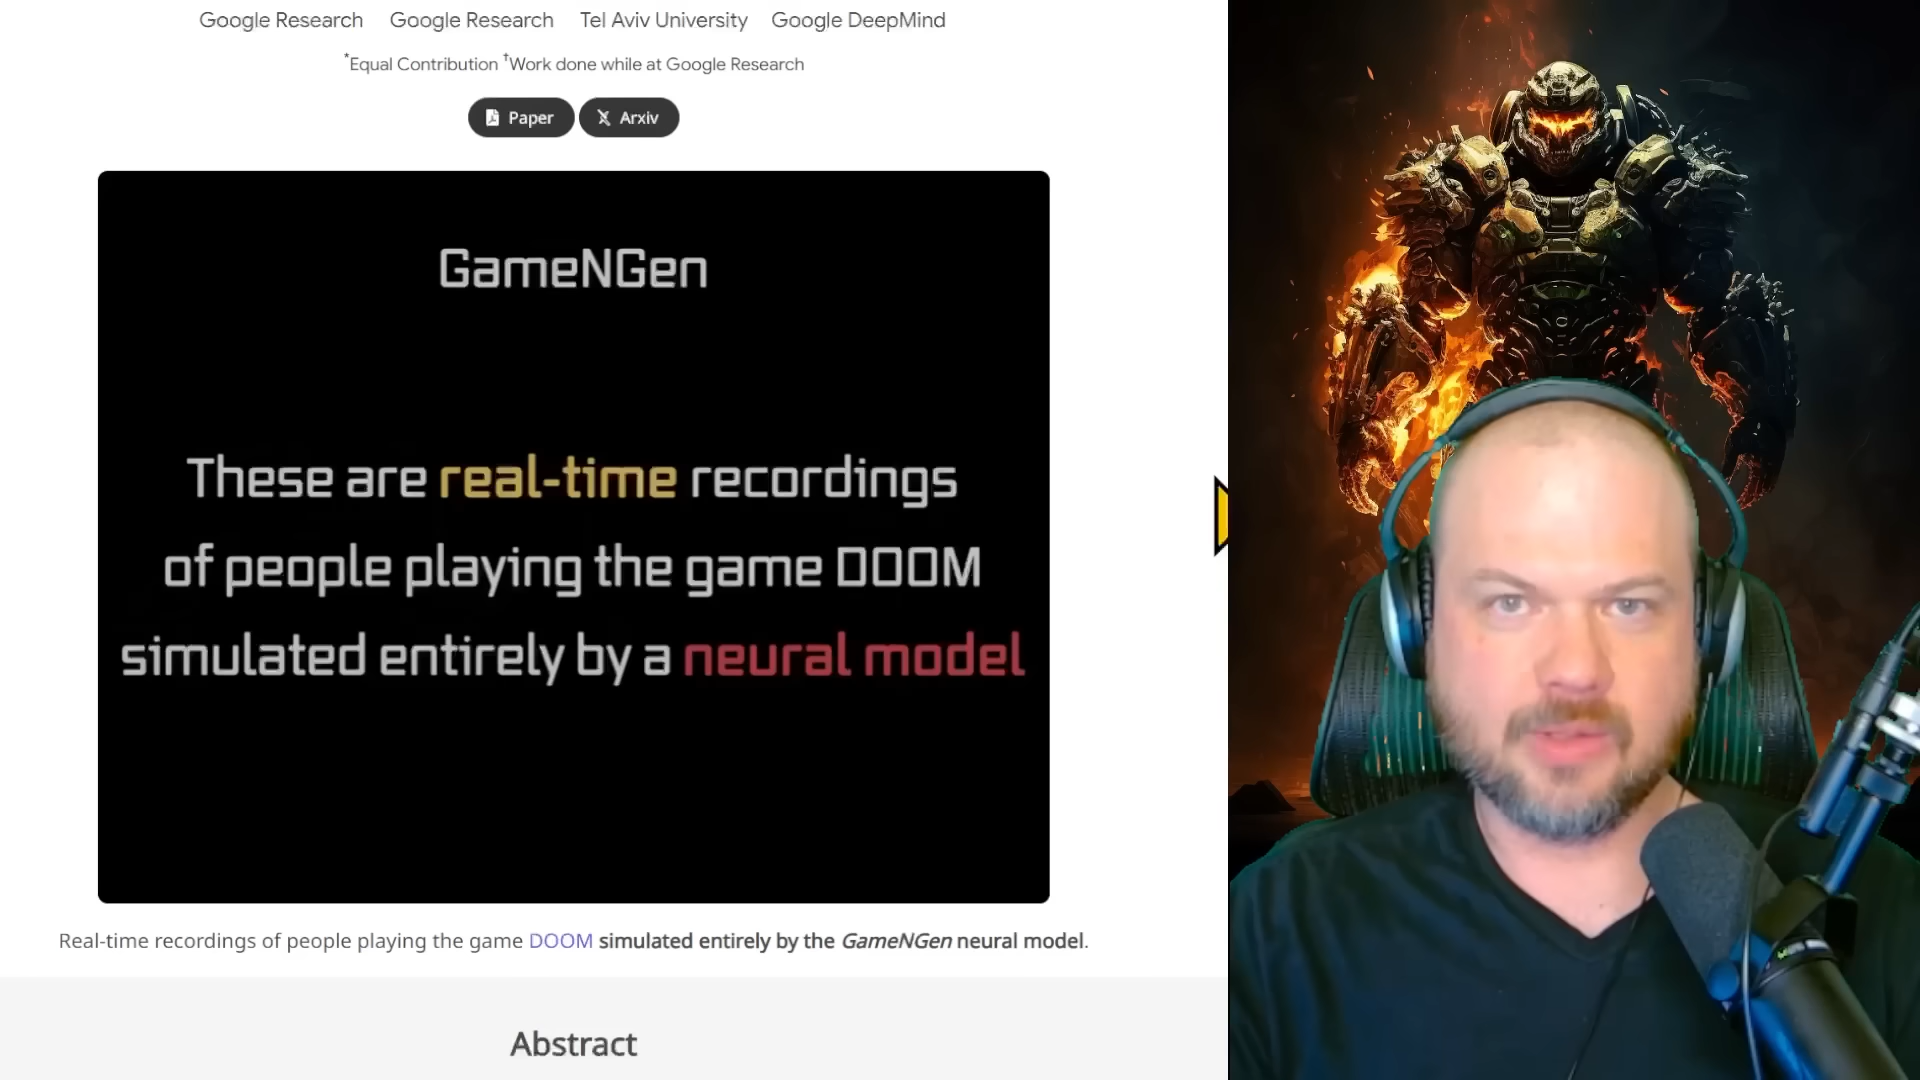 Google Research Google Research Tel Aviv University Google DeepMind
*Equal Contribution †Work done while at Google Research
Paper Arxiv
GameNGen
These are real-time recordings
of people playing the game DOOM
simulated entirely by a neural model
Real-time recordings of people playing the game DOOM simulated entirely by the GameNGen neural model.
Abstract